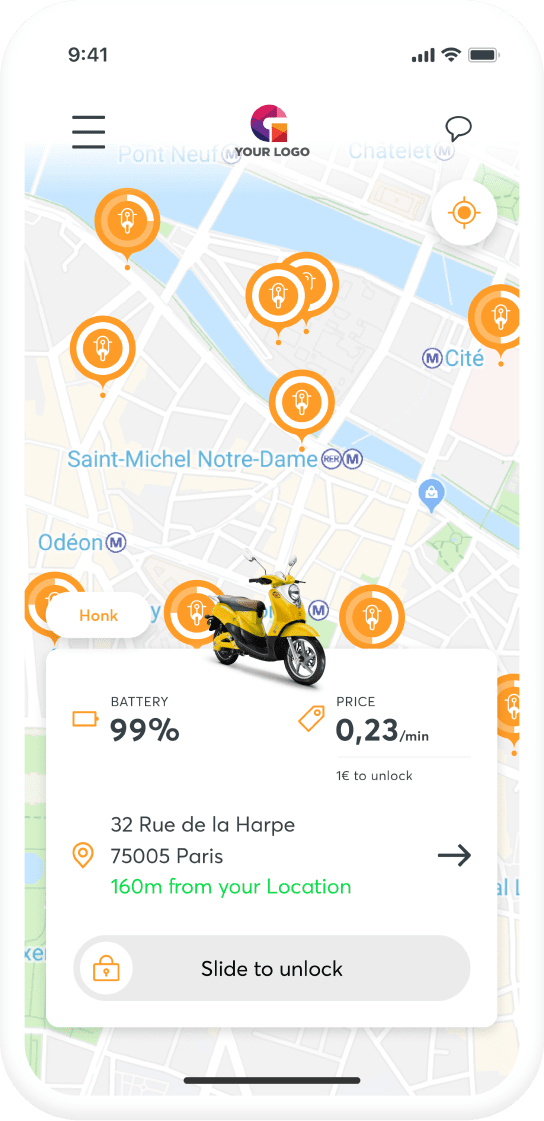 9:41
YOUR LOGO
Pont Neuf M
Chatelet M
M Cité
Saint-Michel Notre-Dame RER M
Odéon M
Honk
M
BATTERY
99%
PRICE
0,23/min
1€ to unlock
32 Rue de la Harpe
75005 Paris
160m from your Location
Slide to unlock